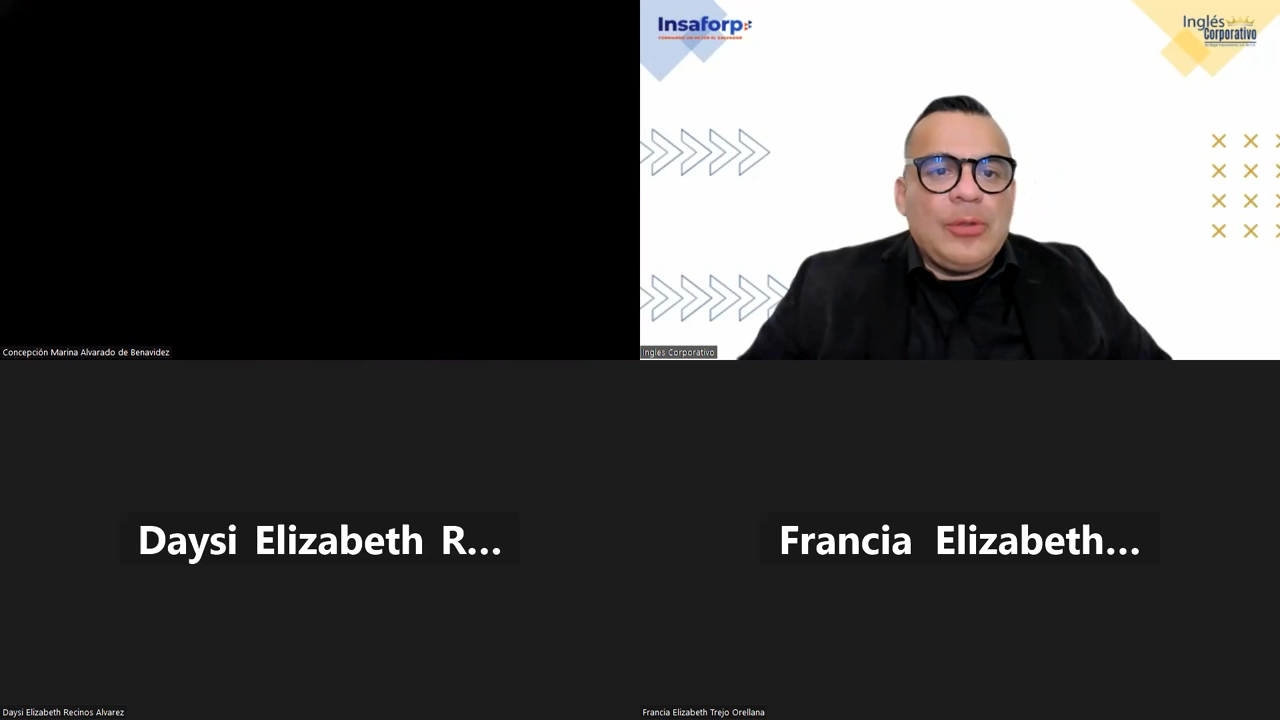 Insaforp
Inglés
Corporativo
Concepción Marina Alvarado de Benavidez
Ingles Corporativo
Daysi Elizabeth R...
Francia Elizabeth...
Daysi Elizabeth Recinos Alvarez
Francia Elizabeth Trejo Orellana